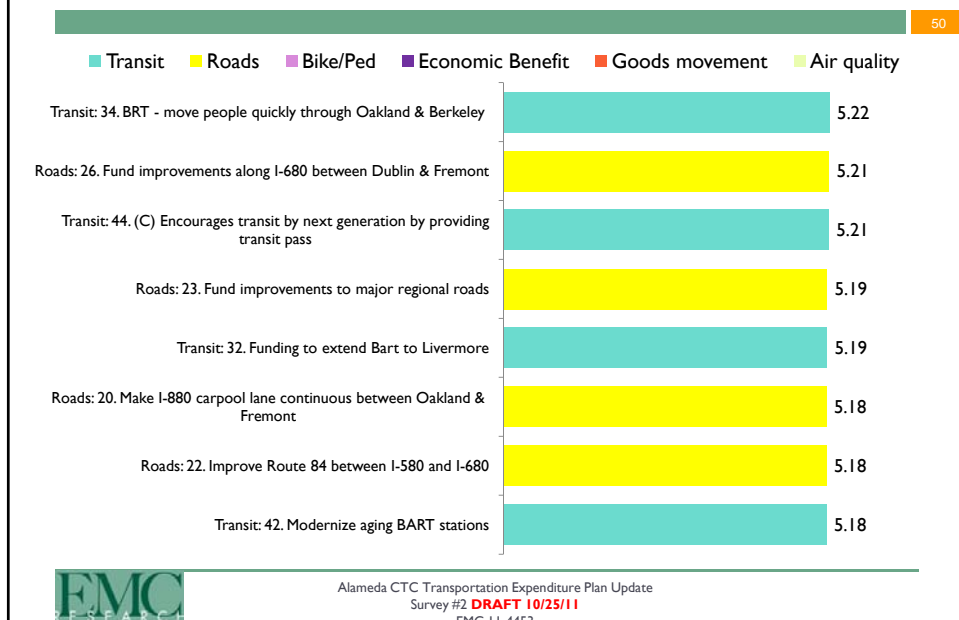 50
Transit Roads Bike/Ped Economic Benefit Goods movement Air quality
Transit: 34. BRT - move people quickly through Oakland & Berkeley 5.22
Roads: 26. Fund improvements along I-680 between Dublin & Fremont 5.21
Transit: 44. (C) Encourages transit by next generation by providing
transit pass 5.21
Roads: 23. Fund improvements to major regional roads 5.19
Transit: 32. Funding to extend Bart to Livermore 5.19
Roads: 20. Make I-880 carpool lane continuous between Oakland &
Fremont 5.18
Roads: 22. Improve Route 84 between I-580 and I-680 5.18
Transit: 42. Modernize aging BART stations 5.18
EMC
RESEARCH
Alameda CTC Transportation Expenditure Plan Update
Survey #2 DRAFT 10/25/11
EMC 11-4453